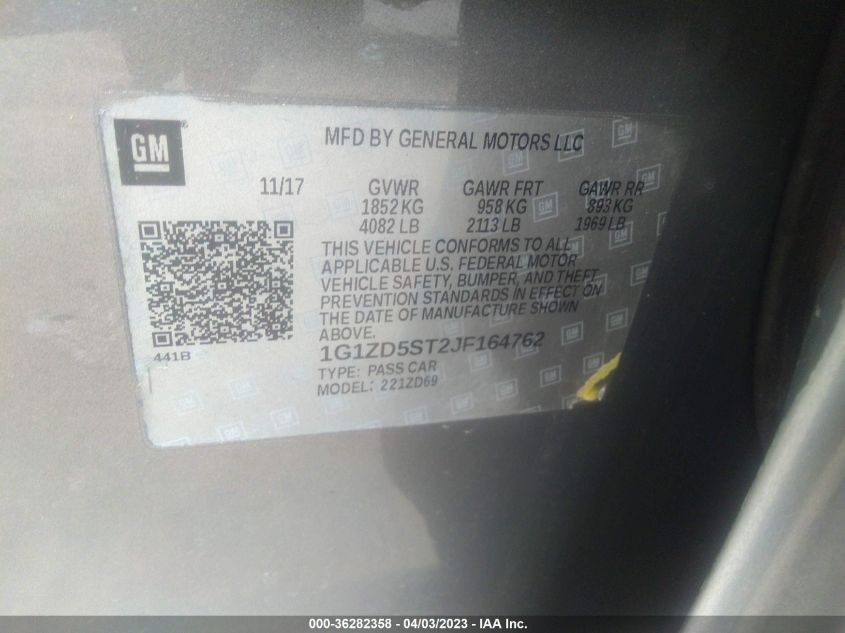 GM
MFD BY GENERAL MOTORS LLC
11/17 GVWR GAWR FRT GAWR RR
1852 KG 958 KG 893 KG
4082 LB 2113 LB 1969 LB
THIS VEHICLE CONFORMS TO ALL
APPLICABLE U.S. FEDERAL MOTOR
VEHICLE SAFETY, BUMPER, AND THEFT
PREVENTION STANDARDS IN EFFECT ON
THE DATE OF MANUFACTURE SHOWN
ABOVE.
441B
1G1ZD5ST2JF164762
TYPE: PASS CAR
MODEL: 221ZD69
000-36282358 - 04/03/2023 - IAA Inc.